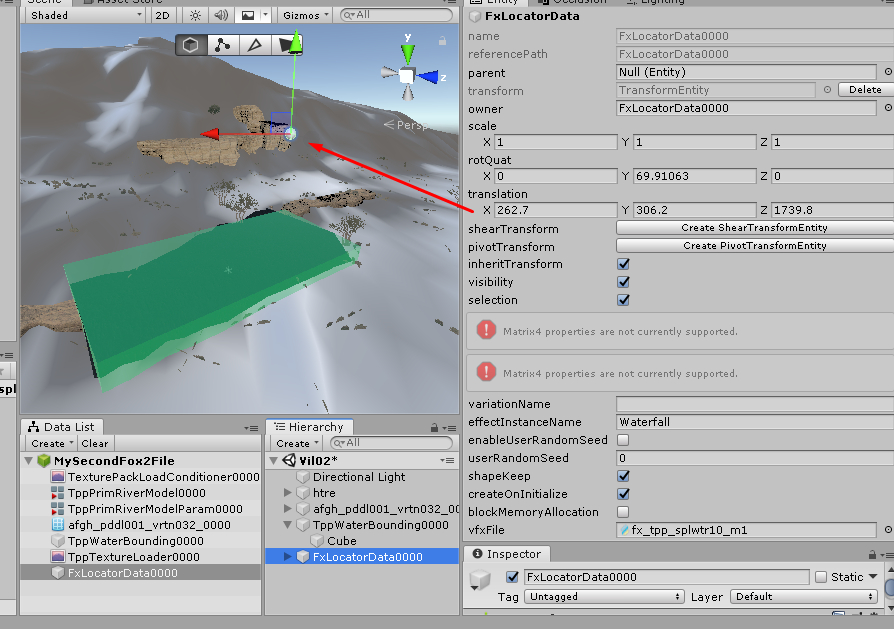 Scene
Asset Store
Shaded 2D Gizmos All
y
z
Persp
Data List
Create Clear
MySecondFox2File
TexturePackLoadConditioner0000
TppPrimRiverModel0000
TppPrimRiverModelParam0000
afgh_pddl001_vrtn032_0000
TppWaterBounding0000
TppTextureLoader0000
FxLocatorData0000
Hierarchy
Create All
Vil02*
Directional Light
htre
afgh_pddl001_vrtn032_00
TppWaterBounding0000
Cube
FxLocatorData0000
Entity Occlusion Lighting
FxLocatorData
name FxLocatorData0000
referencePath FxLocatorData0000
parent Null (Entity)
transform TransformEntity Delete
owner FxLocatorData0000
scale
X 1 Y 1 Z 1
rotQuat
X 0 Y 69.91063 Z 0
translation
X 262.7 Y 306.2 Z 1739.8
shearTransform Create ShearTransformEntity
pivotTransform Create PivotTransformEntity
inheritTransform
visibility
selection
Matrix4 properties are not currently supported.
Matrix4 properties are not currently supported.
variationName
effectInstanceName Waterfall
enableUserRandomSeed
userRandomSeed 0
shapeKeep
createOnInitialize
blockMemoryAllocation
vfxFile fx_tpp_splwtr10_m1
Inspector
FxLocatorData0000 Static
Tag Untagged Layer Default